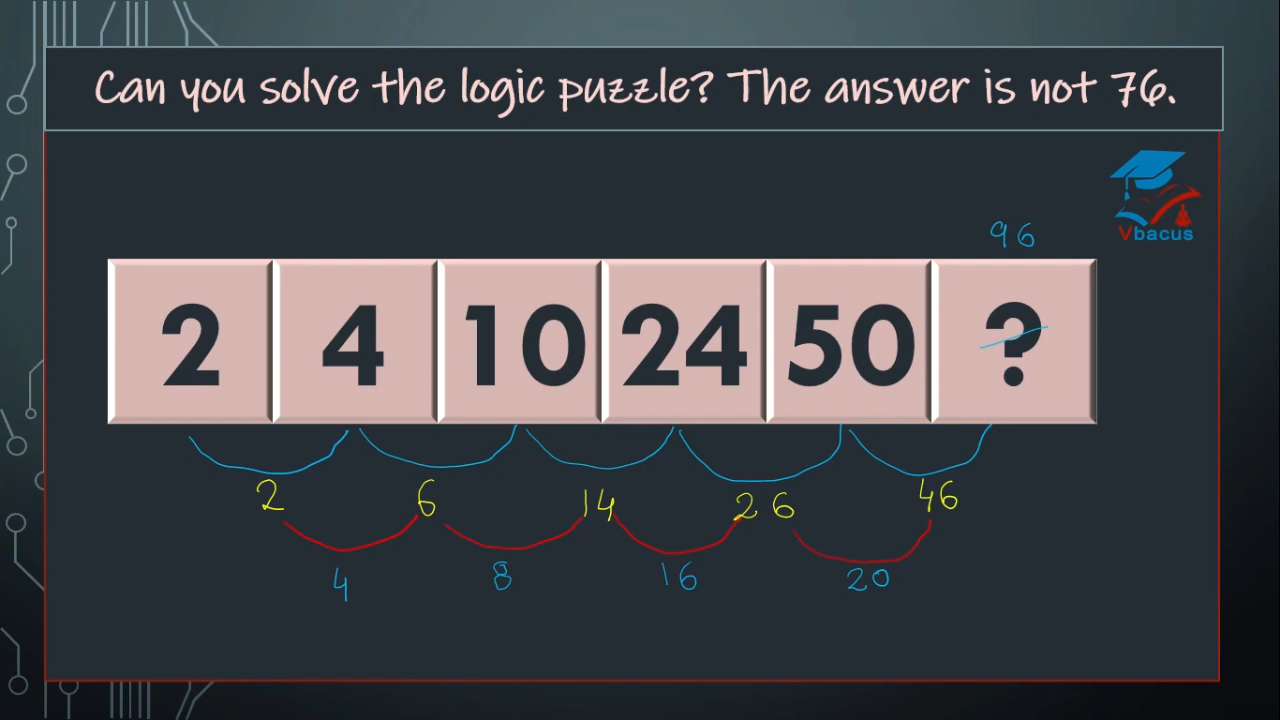 Can you solve the logic puzzle? The answer is not 76.
Vbacus
96
2 4 10 24 50 ?
2 6 14 26 46
4 8 16 20